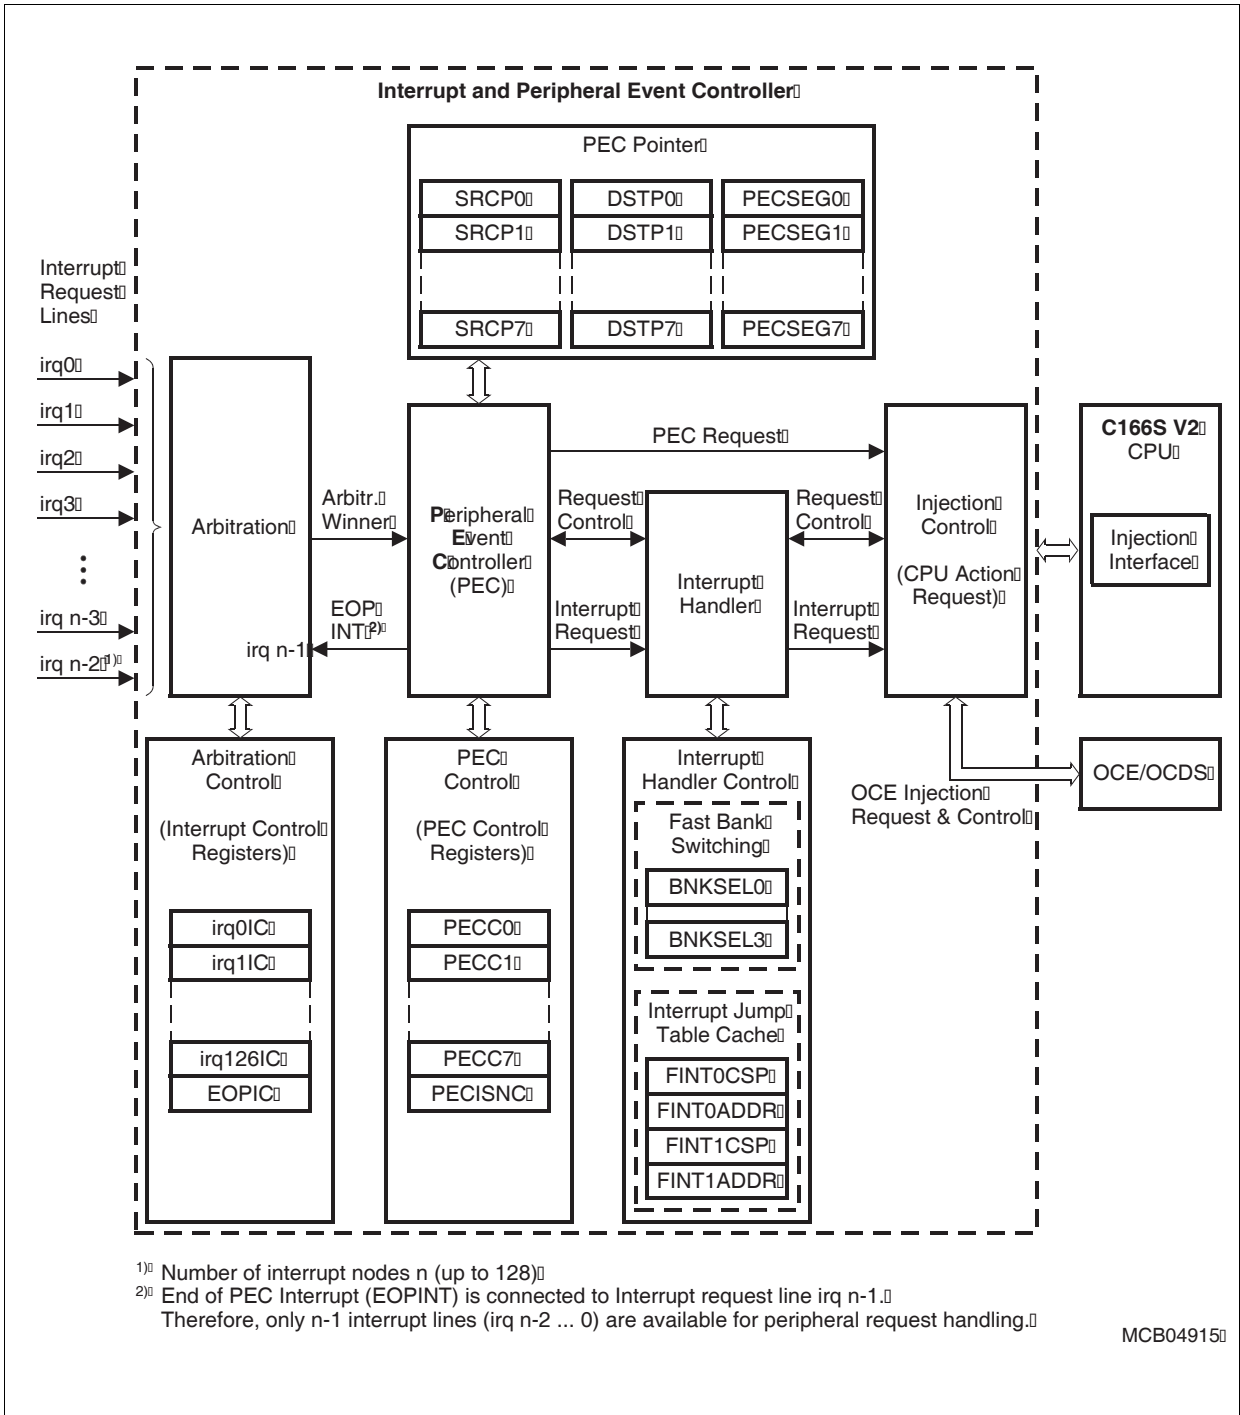 Interrupt and Peripheral Event Controller
PEC Pointer
SRCP0 DSTP0 PECSEG0
SRCP1 DSTP1 PECSEG1
SRCP7 DSTP7 PECSEG7
Interrupt
Request
Lines
irq0
irq1
irq2
irq3
irq n-3
irq n-2 1)
Arbitration
irq n-1
Arbitr.
Winner
EOP
INT 2)
Peripheral
Event
Controller
(PEC)
PEC Request
Request
Control
Interrupt
Request
Interrupt
Handler
Request
Control
Interrupt
Request
Injection
Control
(CPU Action
Request)
C166S V2
CPU
Injection
Interface
OCE/OCDS
OCE Injection
Request & Control
Arbitration
Control
(Interrupt Control
Registers)
irq0IC
irq1IC
irq126IC
EOPIC
PEC
Control
(PEC Control
Registers)
PECC0
PECC1
PECC7
PECISNC
Interrupt
Handler Control
Fast Bank
Switching
BNKSEL0
BNKSEL3
Interrupt Jump
Table Cache
FINT0CSP
FINT0ADDR
FINT1CSP
FINT1ADDR
1) Number of interrupt nodes n (up to 128)
2) End of PEC Interrupt (EOPINT) is connected to Interrupt request line irq n-1.
Therefore, only n-1 interrupt lines (irq n-2 ... 0) are available for peripheral request handling.
MCB04915